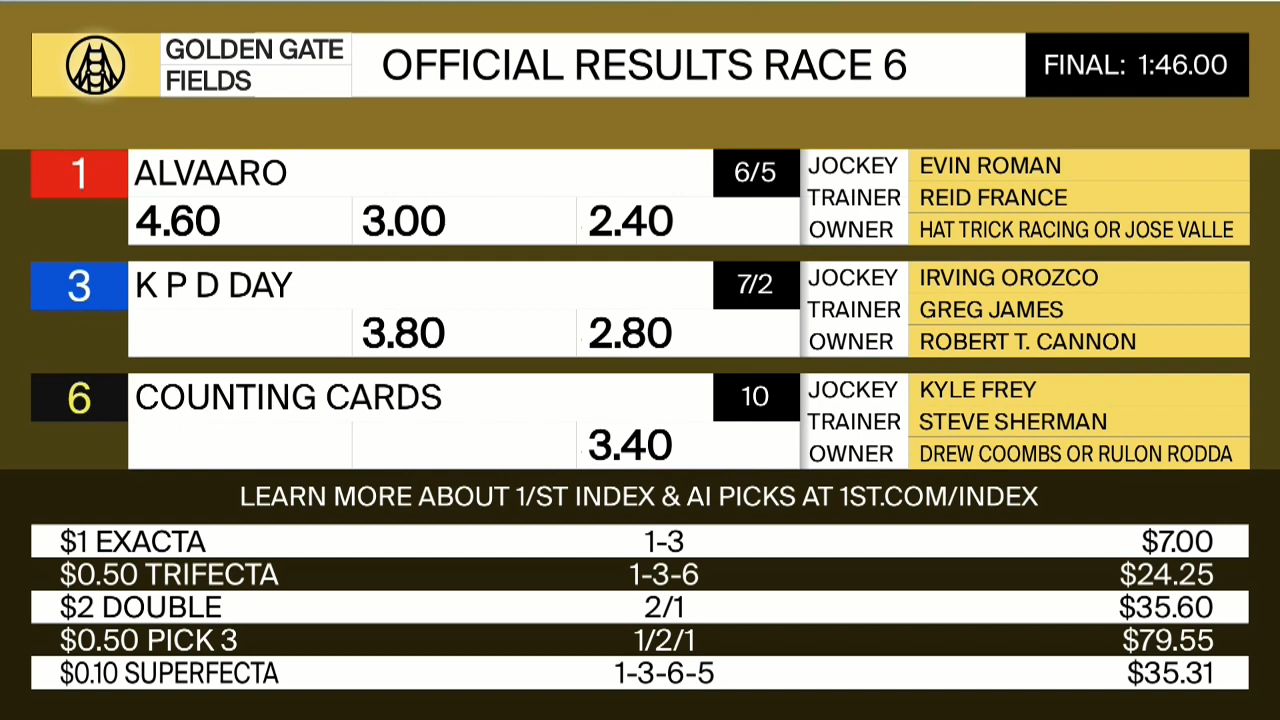 GOLDEN GATE
FIELDS
OFFICIAL RESULTS RACE 6
FINAL: 1:46.00
1 ALVAARO 6/5
4.60 3.00 2.40
JOCKEY EVIN ROMAN
TRAINER REID FRANCE
OWNER HAT TRICK RACING OR JOSE VALLE
3 K P D DAY 7/2
3.80 2.80
JOCKEY IRVING OROZCO
TRAINER GREG JAMES
OWNER ROBERT T. CANNON
6 COUNTING CARDS 10
3.40
JOCKEY KYLE FREY
TRAINER STEVE SHERMAN
OWNER DREW COOMBS OR RULON RODDA
LEARN MORE ABOUT 1/ST INDEX & AI PICKS AT 1ST.COM/INDEX
$1 EXACTA 1-3 $7.00
$0.50 TRIFECTA 1-3-6 $24.25
$2 DOUBLE 2/1 $35.60
$0.50 PICK 3 1/2/1 $79.55
$0.10 SUPERFECTA 1-3-6-5 $35.31